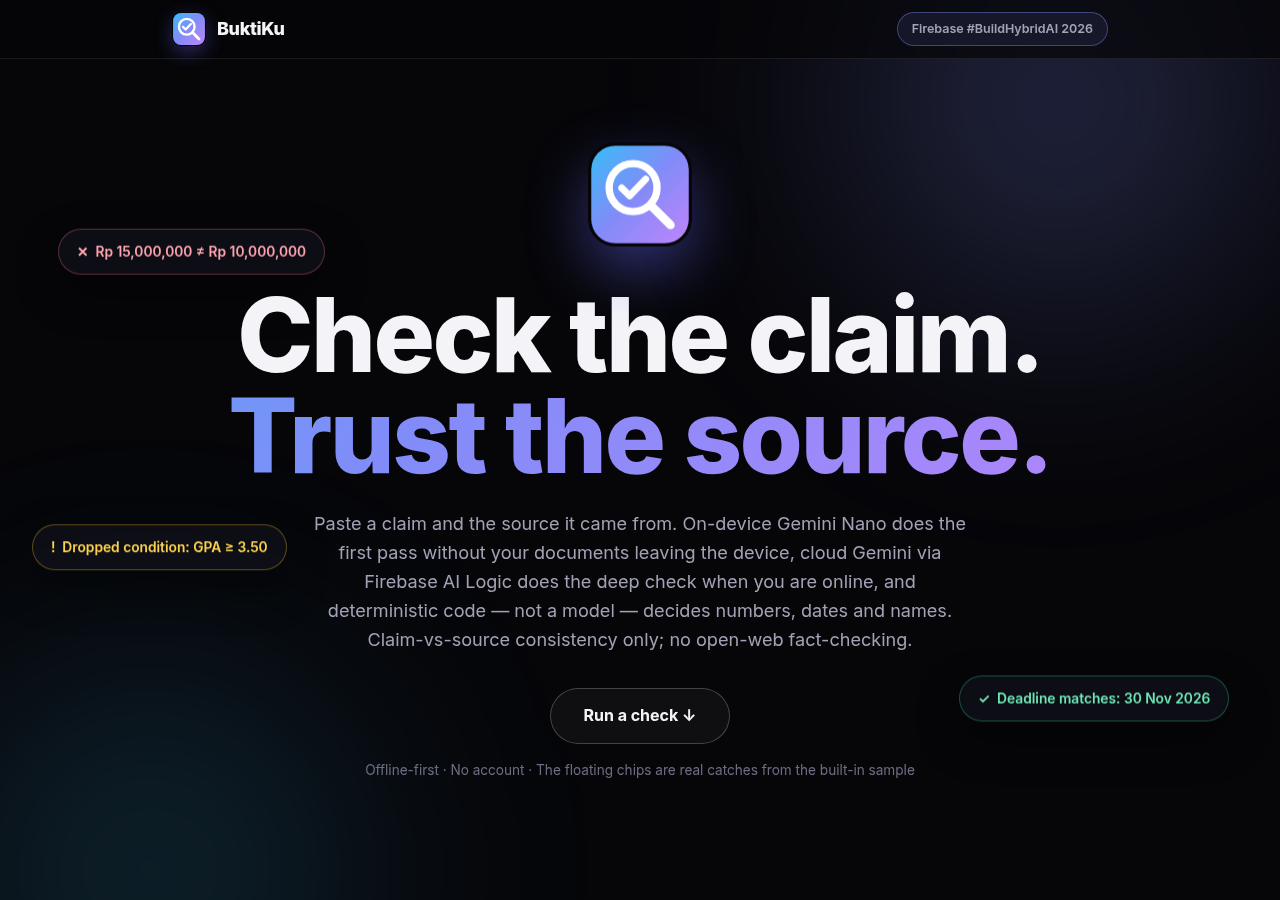 BuktiKu
Firebase #BuildHybridAI 2026
✕ Rp 15,000,000 ≠ Rp 10,000,000
Check the claim.
Trust the source.
Paste a claim and the source it came from. On-device Gemini Nano does the
first pass without your documents leaving the device, cloud Gemini via
Firebase AI Logic does the deep check when you are online, and
deterministic code — not a model — decides numbers, dates and names.
Claim-vs-source consistency only; no open-web fact-checking.
! Dropped condition: GPA ≥ 3.50
✓ Deadline matches: 30 Nov 2026
Run a check ↓
Offline-first · No account · The floating chips are real catches from the built-in sample